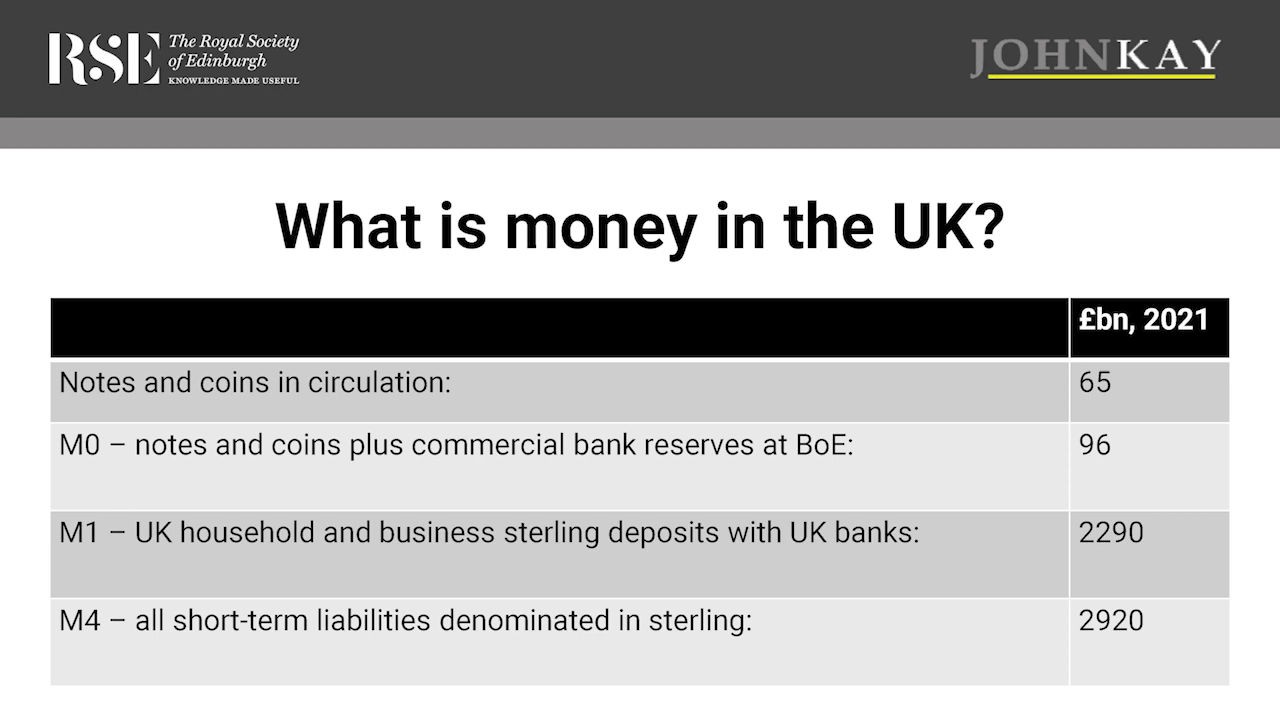 RSE
The Royal Society
of Edinburgh
KNOWLEDGE MADE USEFUL
JOHNKAY
What is money in the UK?
£bn, 2021
Notes and coins in circulation: 65
M0 – notes and coins plus commercial bank reserves at BoE: 96
M1 – UK household and business sterling deposits with UK banks: 2290
M4 – all short-term liabilities denominated in sterling: 2920